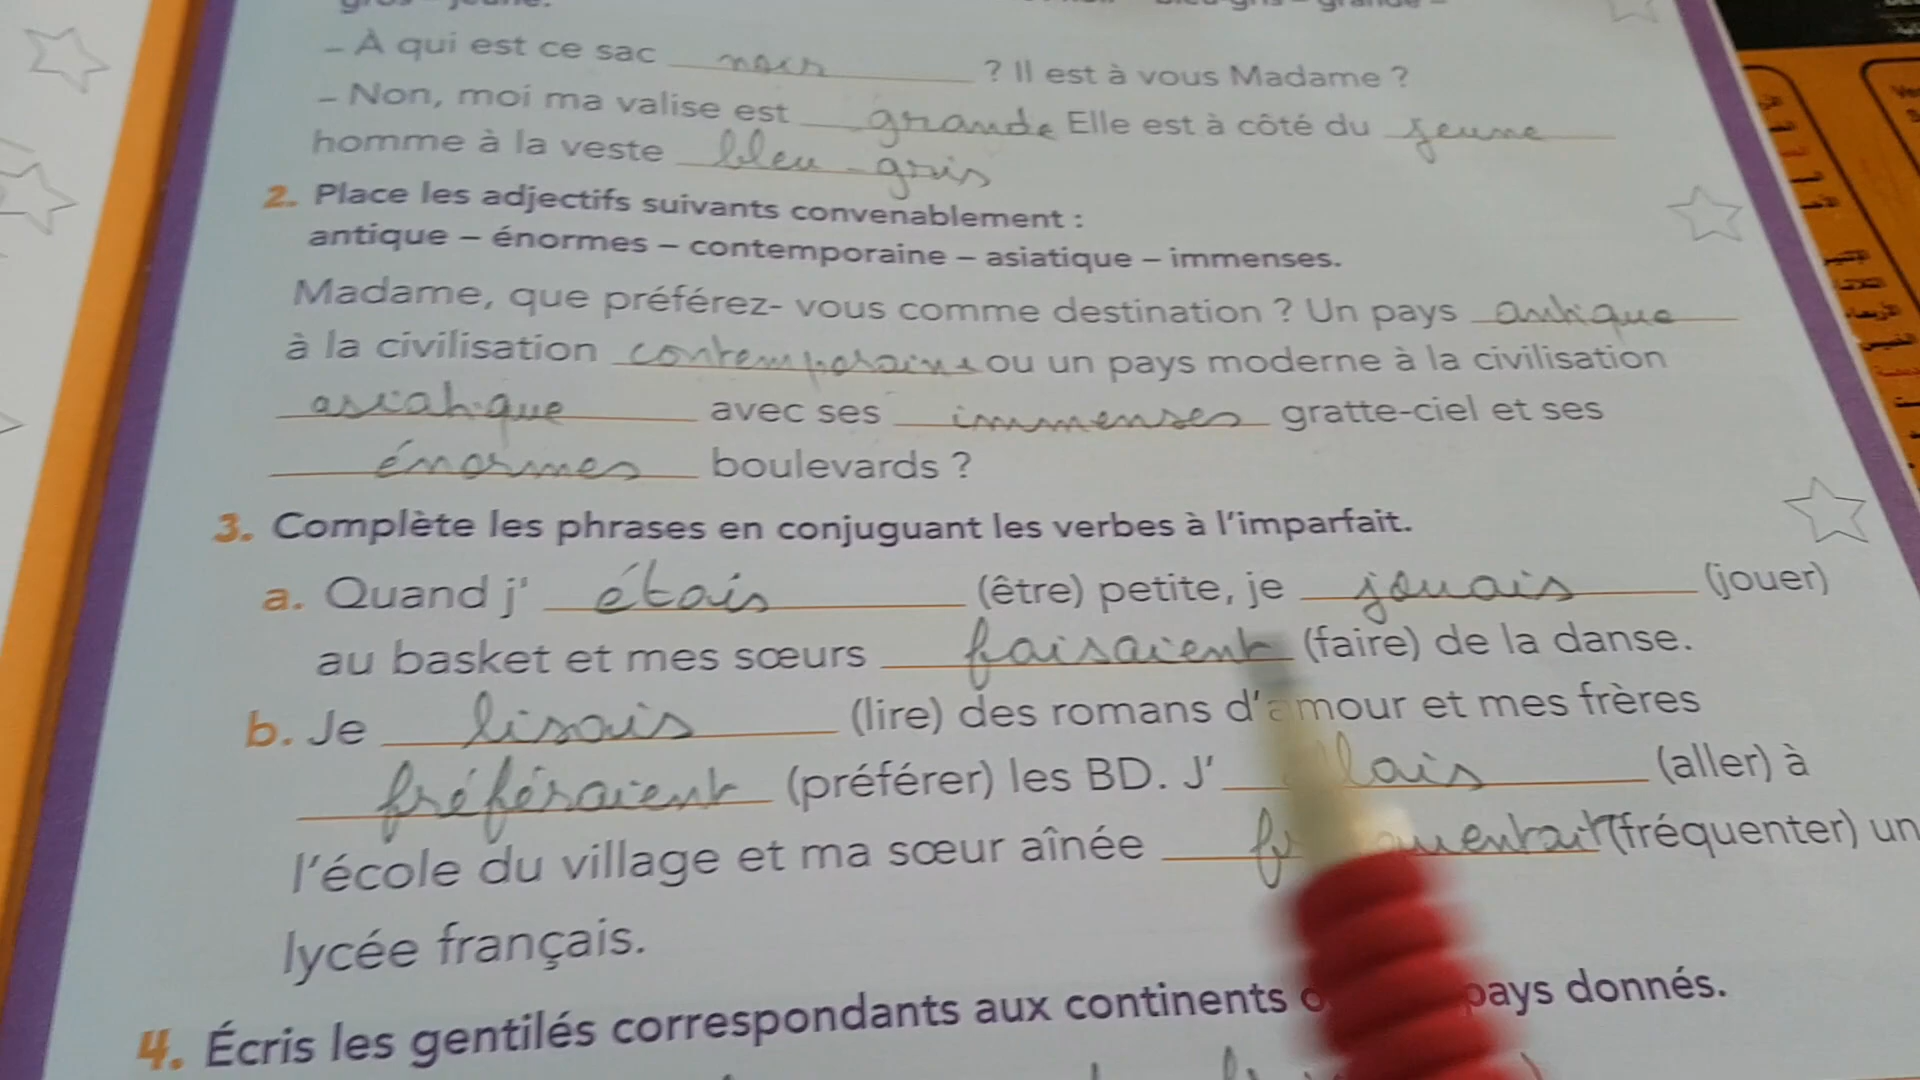 – À qui est ce sac noir ? Il est à vous Madame ?
– Non, moi ma valise est grande Elle est à côté du jeune
homme à la veste bleu-gris
2. Place les adjectifs suivants convenablement :
antique – énormes – contemporaine – asiatique – immenses.
Madame, que préférez- vous comme destination ? Un pays antique
à la civilisation contemporaine ou un pays moderne à la civilisation
asiatique avec ses immenses gratte-ciel et ses
énormes boulevards ?
3. Complète les phrases en conjuguant les verbes à l'imparfait.
a. Quand j' étais (être) petite, je jouais (jouer)
au basket et mes sœurs faisaient (faire) de la danse.
b. Je lisais (lire) des romans d'amour et mes frères
préféraient (préférer) les BD. J' allais (aller) à
l'école du village et ma sœur aînée (fréquenter) un
lycée français.
4. Écris les gentilés correspondants aux continents pays donnés.